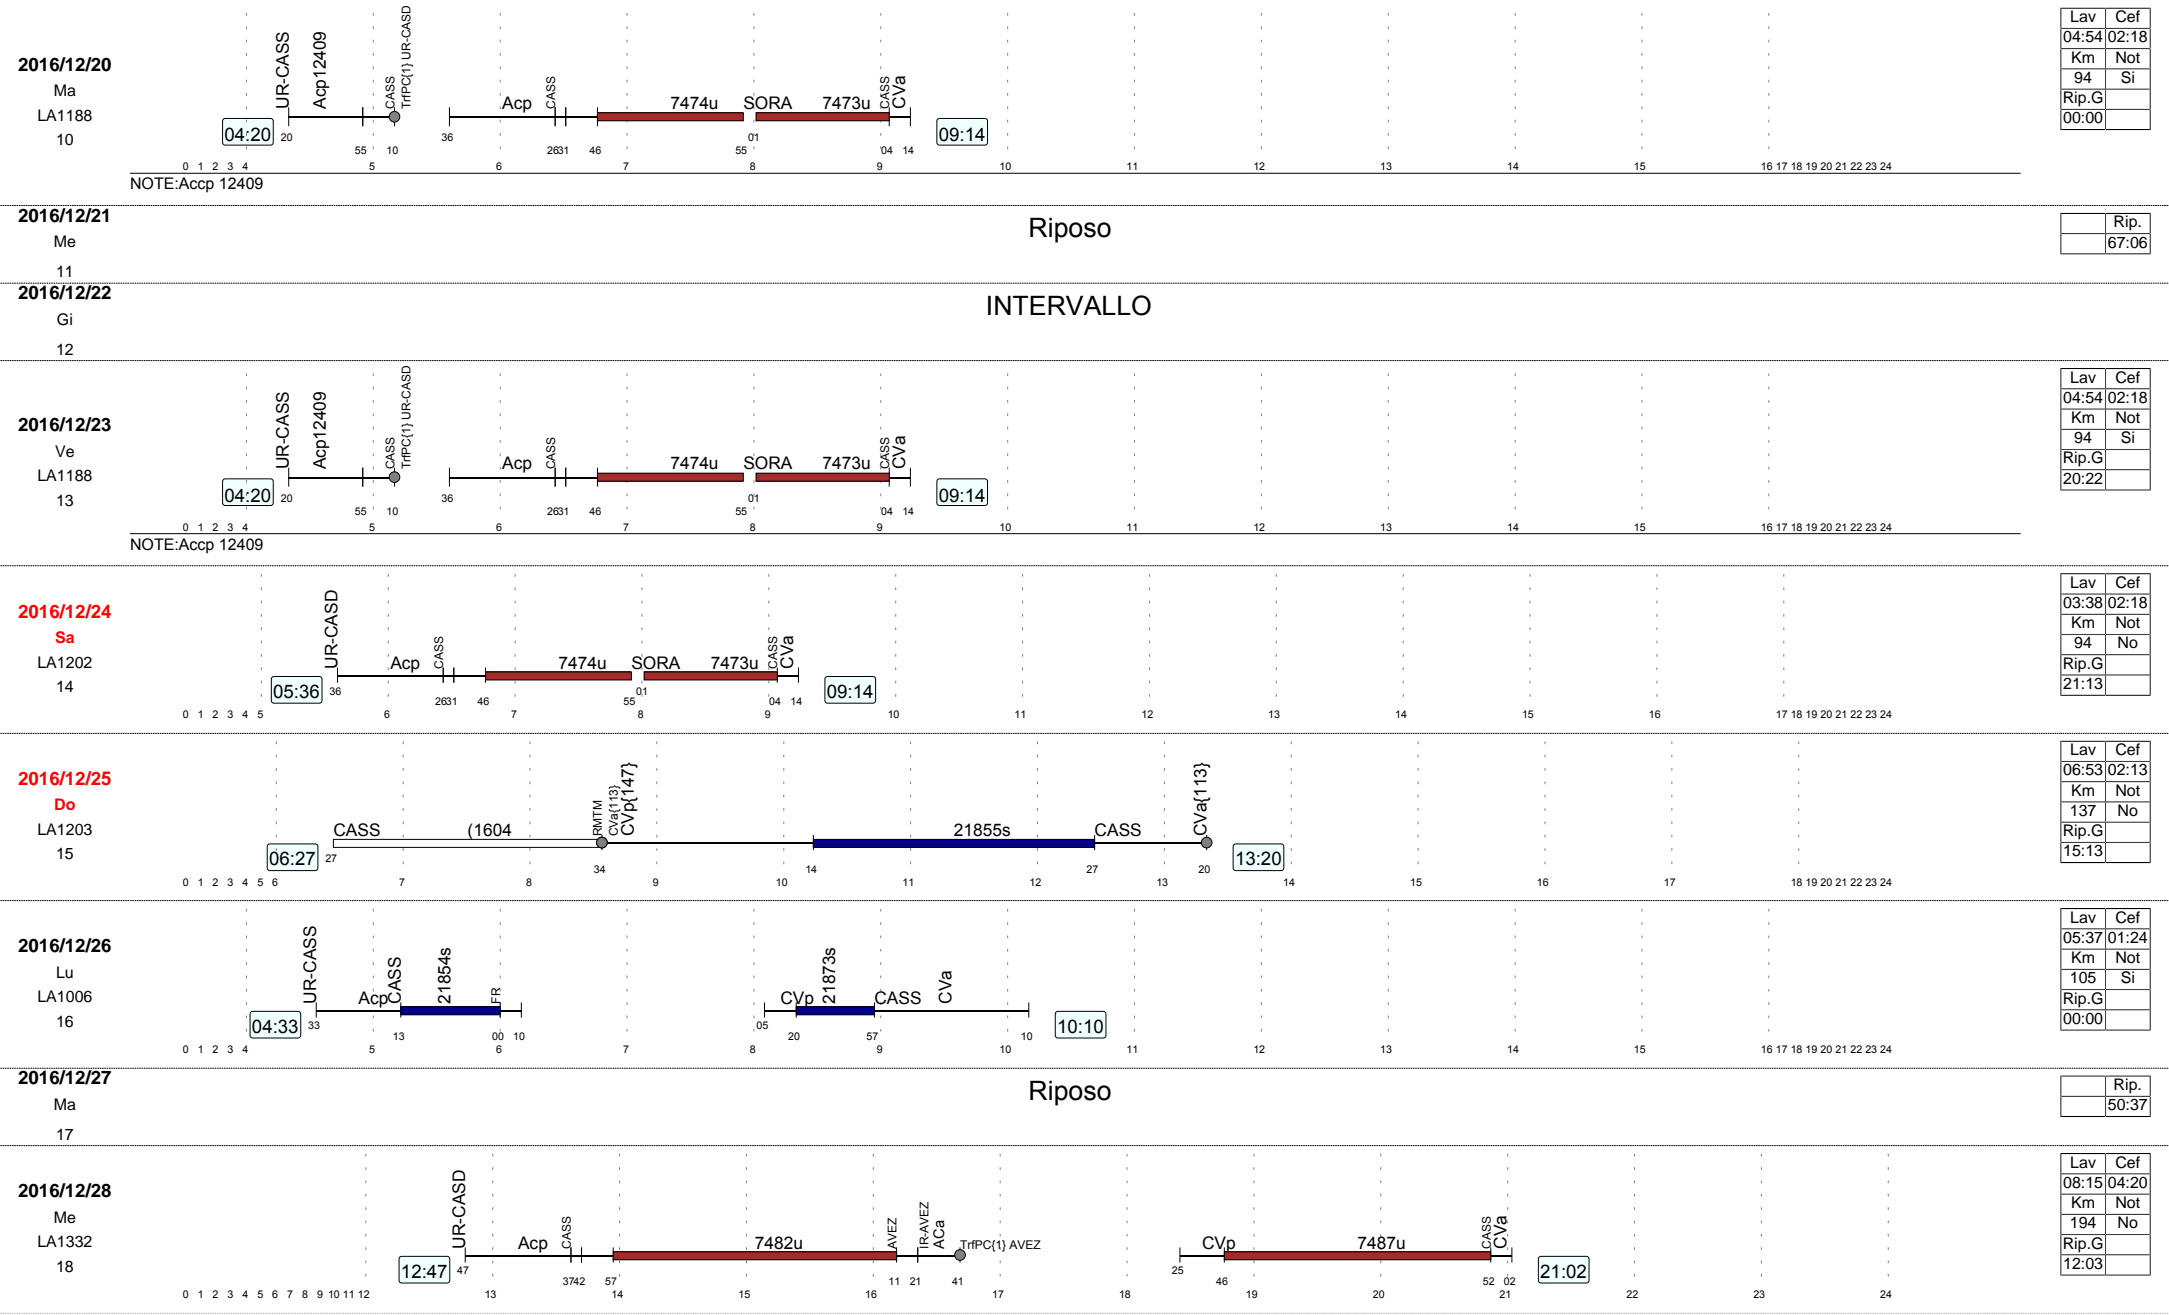 2016/12/20
Ma
LA1188
10
04:20
UR-CASS Acp12409 CASS TrfPC{1} UR-CASD Acp CASS 7474u SORA 7473u CASS CVa
20 55 10 36 26 31 46 55 01 04 14
09:14
0 1 2 3 4 5 6 7 8 9 10 11 12 13 14 15 16 17 18 19 20 21 22 23 24
NOTE:Accp 12409
Lav Cef
04:54 02:18
Km Not
94 Si
Rip.G
00:00
2016/12/21
Me
11
Riposo
Rip.
67:06
2016/12/22
Gi
12
INTERVALLO
2016/12/23
Ve
LA1188
13
04:20
UR-CASS Acp12409 CASS TrfPC{1} UR-CASD Acp CASS 7474u SORA 7473u CASS CVa
20 55 10 36 26 31 46 55 01 04 14
09:14
0 1 2 3 4 5 6 7 8 9 10 11 12 13 14 15 16 17 18 19 20 21 22 23 24
NOTE:Accp 12409
Lav Cef
04:54 02:18
Km Not
94 Si
Rip.G
20:22
2016/12/24
Sa
LA1202
14
05:36
UR-CASD Acp CASS 7474u SORA 7473u CASS CVa
36 26 31 46 55 01 04 14
09:14
0 1 2 3 4 5 6 7 8 9 10 11 12 13 14 15 16 17 18 19 20 21 22 23 24
Lav Cef
03:38 02:18
Km Not
94 No
Rip.G
21:13
2016/12/25
Do
LA1203
15
06:27
CASS (1604 RMTM CVa{113} CVp{147} 21855s CASS CVa{113}
27 34 14 27 20
13:20
0 1 2 3 4 5 6 7 8 9 10 11 12 13 14 15 16 17 18 19 20 21 22 23 24
Lav Cef
06:53 02:13
Km Not
137 No
Rip.G
15:13
2016/12/26
Lu
LA1006
16
04:33
UR-CASS Acp CASS 21854s FR CVp 21873s CASS CVa
33 13 00 10 05 20 57 10
10:10
0 1 2 3 4 5 6 7 8 9 10 11 12 13 14 15 16 17 18 19 20 21 22 23 24
Lav Cef
05:37 01:24
Km Not
105 Si
Rip.G
00:00
2016/12/27
Ma
17
Riposo
Rip.
50:37
2016/12/28
Me
LA1332
18
12:47
UR-CASD Acp CASS 7482u AVEZ IR-AVEZ ACa TrfPC{1} AVEZ CVp 7487u CASS CVa
47 37 42 57 11 21 41 25 46 52 02
21:02
0 1 2 3 4 5 6 7 8 9 10 11 12 13 14 15 16 17 18 19 20 21 22 23 24
Lav Cef
08:15 04:20
Km Not
194 No
Rip.G
12:03